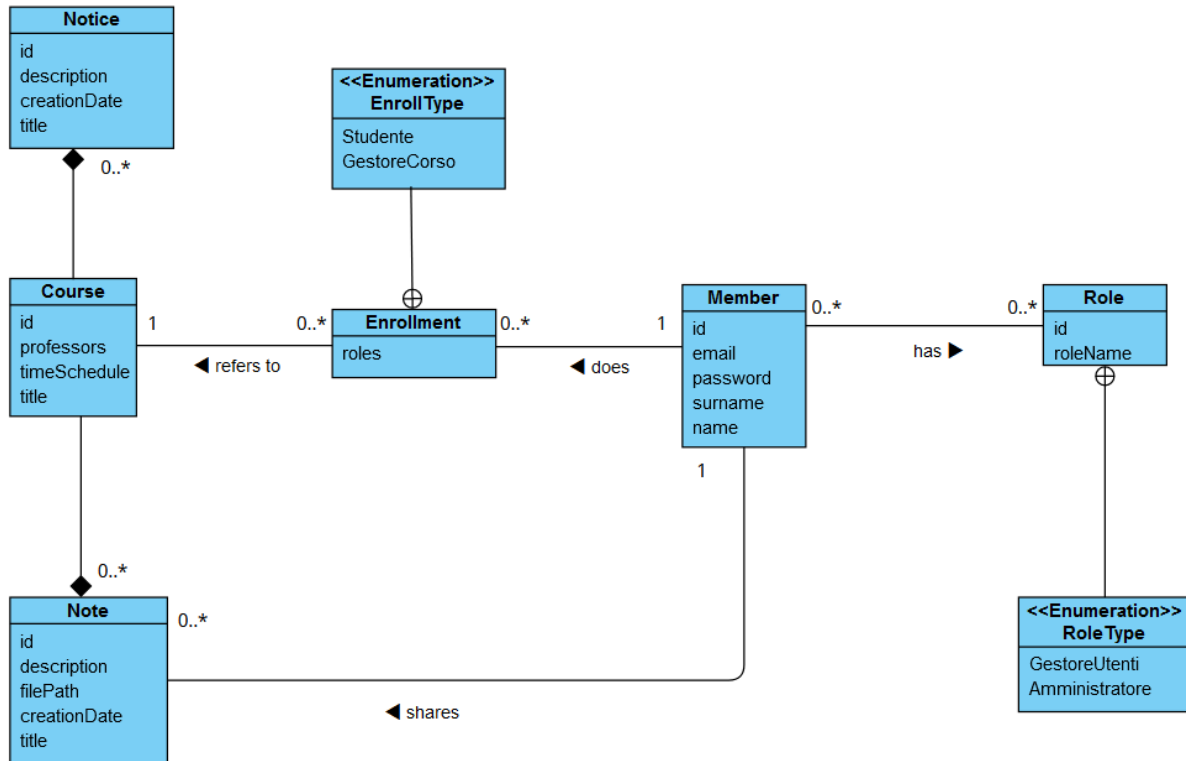 Notice
id
description
creationDate
title
0..*
<<Enumeration>>
EnrollType
Studente
GestoreCorso
Course
id
professors
timeSchedule
title
1
0..*
◀ refers to
Enrollment
roles
0..*
1
◀ does
Member
id
email
password
surname
name
0..*
0..*
has ▶
Role
id
roleName
1
0..*
Note
id
description
filePath
creationDate
title
0..*
◀ shares
<<Enumeration>>
RoleType
GestoreUtenti
Amministratore